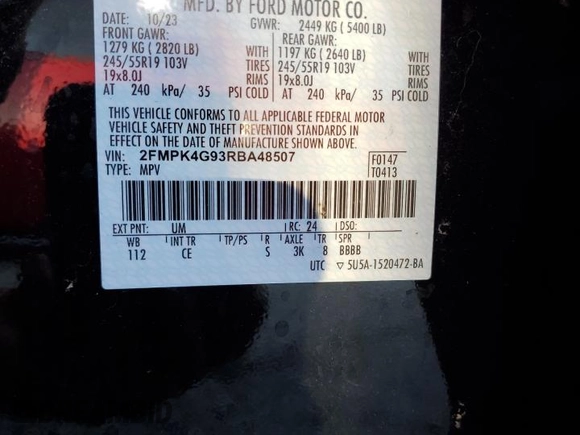 MFD. BY FORD MOTOR CO.
DATE: 10/23 GVWR: 2449 KG ( 5400 LB)
FRONT GAWR: REAR GAWR:
1279 KG ( 2820 LB) WITH 1197 KG ( 2640 LB) WITH
245/55R19 103V TIRES 245/55R19 103V TIRES
19x8.0J RIMS 19x8.0J RIMS
AT 240 kPa/ 35 PSI COLD AT 240 kPa/ 35 PSI COLD
THIS VEHICLE CONFORMS TO ALL APPLICABLE FEDERAL MOTOR
VEHICLE SAFETY AND THEFT PREVENTION STANDARDS IN
EFFECT ON THE DATE OF MANUFACTURE SHOWN ABOVE.
VIN: 2FMPK4G93RBA48507 F0147
TYPE: MPV T0413
EXT PNT: UM RC: 24 DSO:
WB INT TR TP/PS R AXLE TR SPR
112 CE S 3K 8 BBBB
UTC ▽ 5U5A-1520472-BA